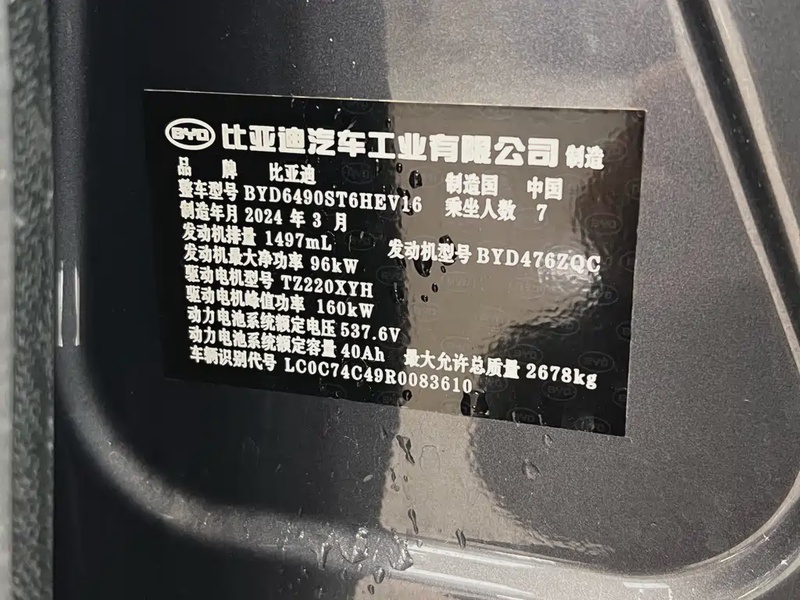 BYD 比亚迪汽车工业有限公司 制造
品 牌 比亚迪 制造国 中国
整车型号 BYD6490ST6HEV16 乘坐人数 7
制造年月 2024 年 3 月
发动机排量 1497mL 发动机型号 BYD476ZQC
发动机最大净功率 96kW
驱动电机型号 TZ220XYH
驱动电机峰值功率 160kW
动力电池系统额定电压 537.6V
动力电池系统额定容量 40Ah 最大允许总质量 2678kg
车辆识别代号 LC0C74C49R0083610